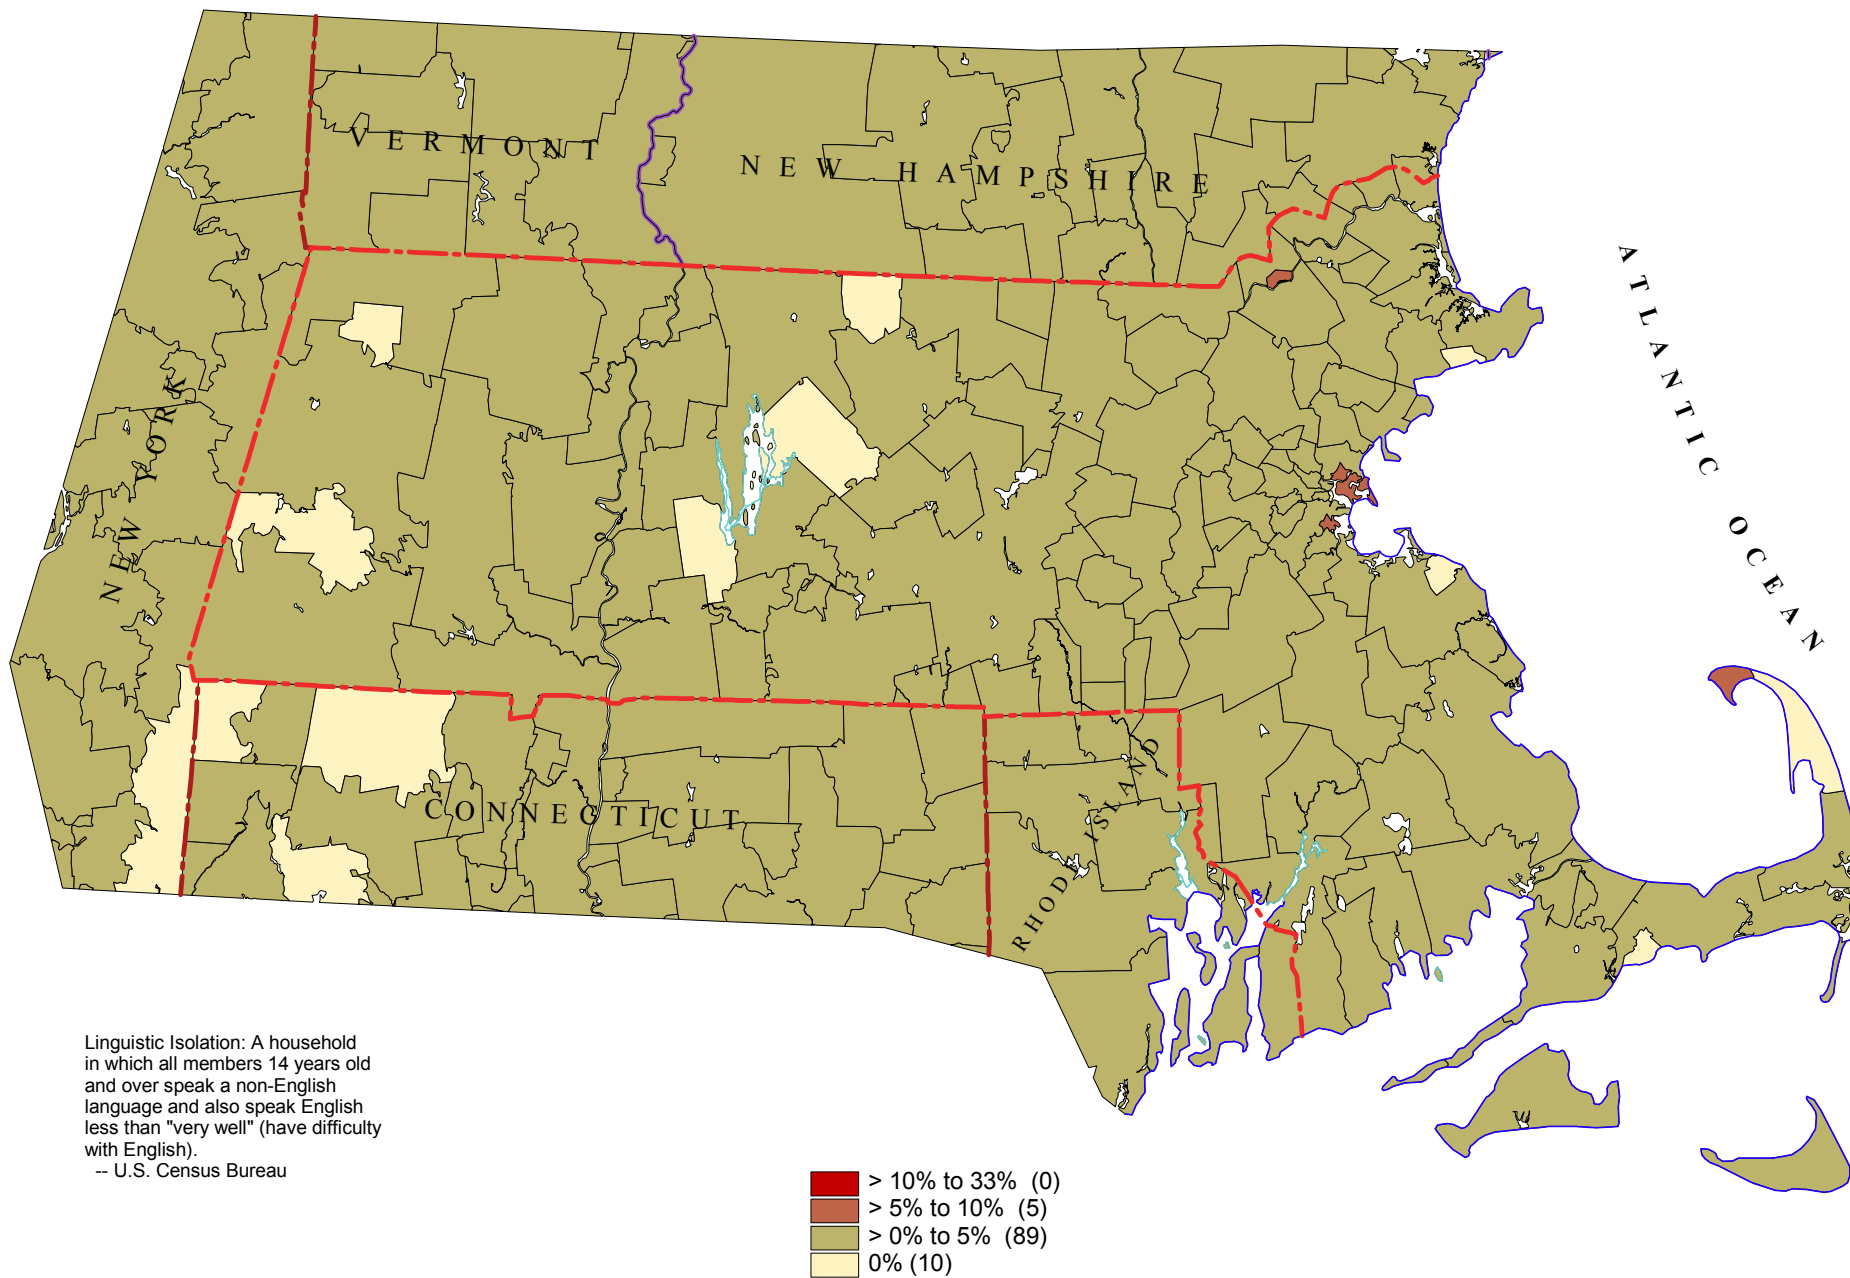 VERMONT
NEW HAMPSHIRE
ATLANTIC OCEAN
NEW YORK
CONNECTICUT
RHODE ISLAND
Linguistic Isolation: A household
in which all members 14 years old
and over speak a non-English
language and also speak English
less than "very well" (have difficulty
with English).
-- U.S. Census Bureau
> 10% to 33% (0)
> 5% to 10% (5)
> 0% to 5% (89)
0% (10)